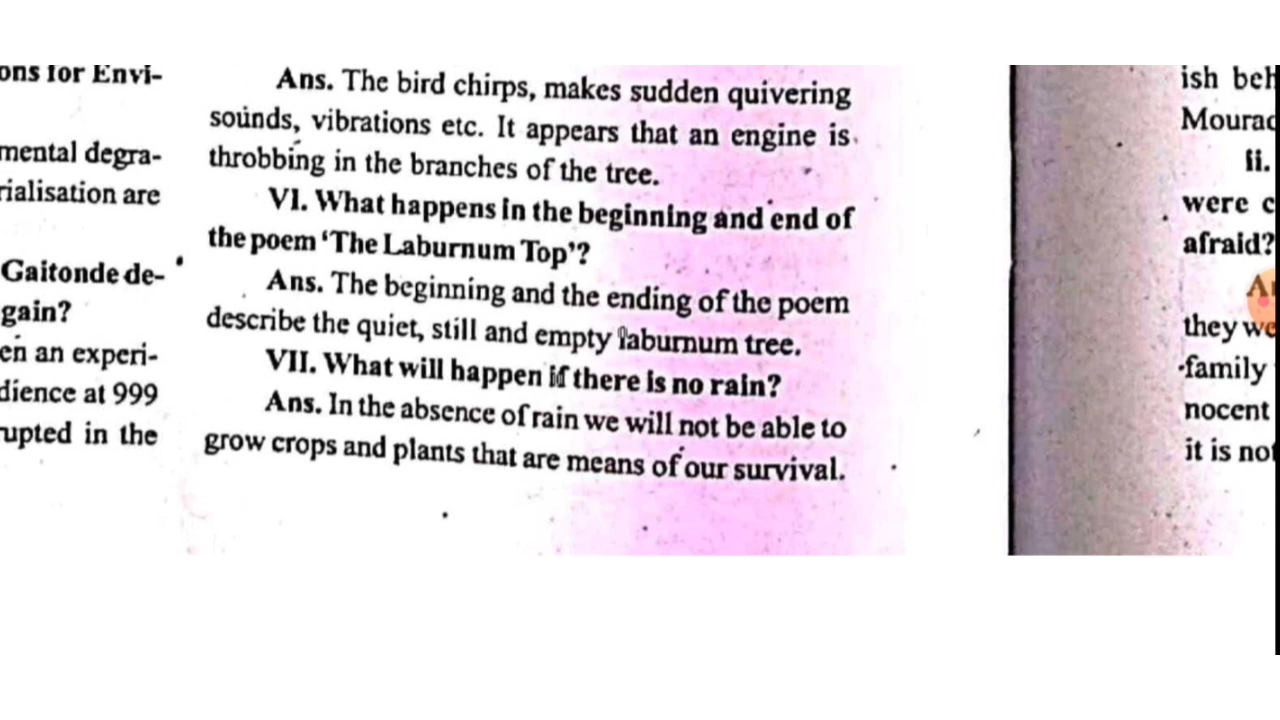 ons for Envi-
mental degra-
rialisation are
Gaitonde de-
gain?
en an experi-
dience at 999
upted in the
Ans. The bird chirps, makes sudden quivering
sounds, vibrations etc. It appears that an engine is
throbbing in the branches of the tree.
VI. What happens in the beginning and end of
the poem ‘The Laburnum Top’?
Ans. The beginning and the ending of the poem
describe the quiet, still and empty laburnum tree.
VII. What will happen if there is no rain?
Ans. In the absence of rain we will not be able to
grow crops and plants that are means of our survival.
ish beh
Mourad
ii.
were c
afraid?
they we
family
nocent
it is not